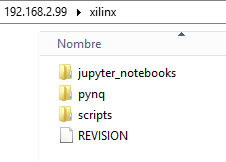 192.168.2.99 ▸ xilinx
Nombre
jupyter_notebooks
pynq
scripts
REVISION